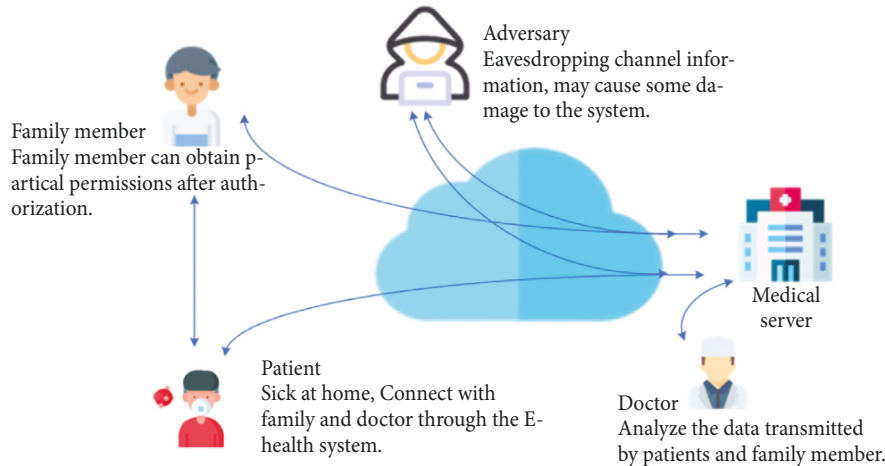 Adversary
Eavesdropping channel infor-
mation, may cause some da-
mage to the system.
Family member
Family member can obtain p-
artical permissions after auth-
orization.
Medical
server
Patient
Sick at home, Connect with
family and doctor through the E-
health system.
Doctor
Analyze the data transmitted
by patients and family member.